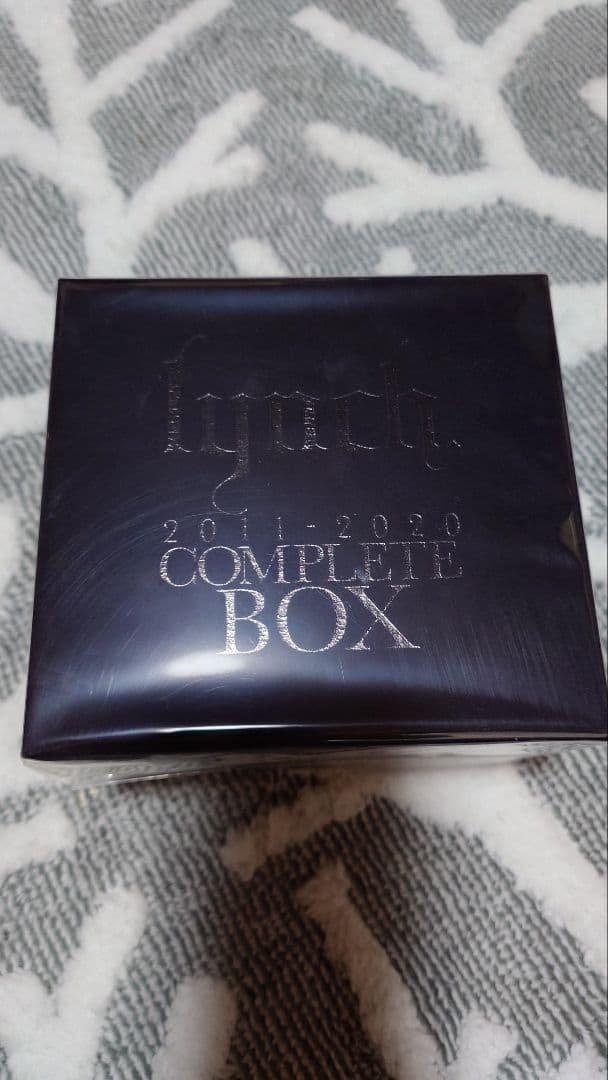 lynch.
2011-2020
COMPLETE
BOX